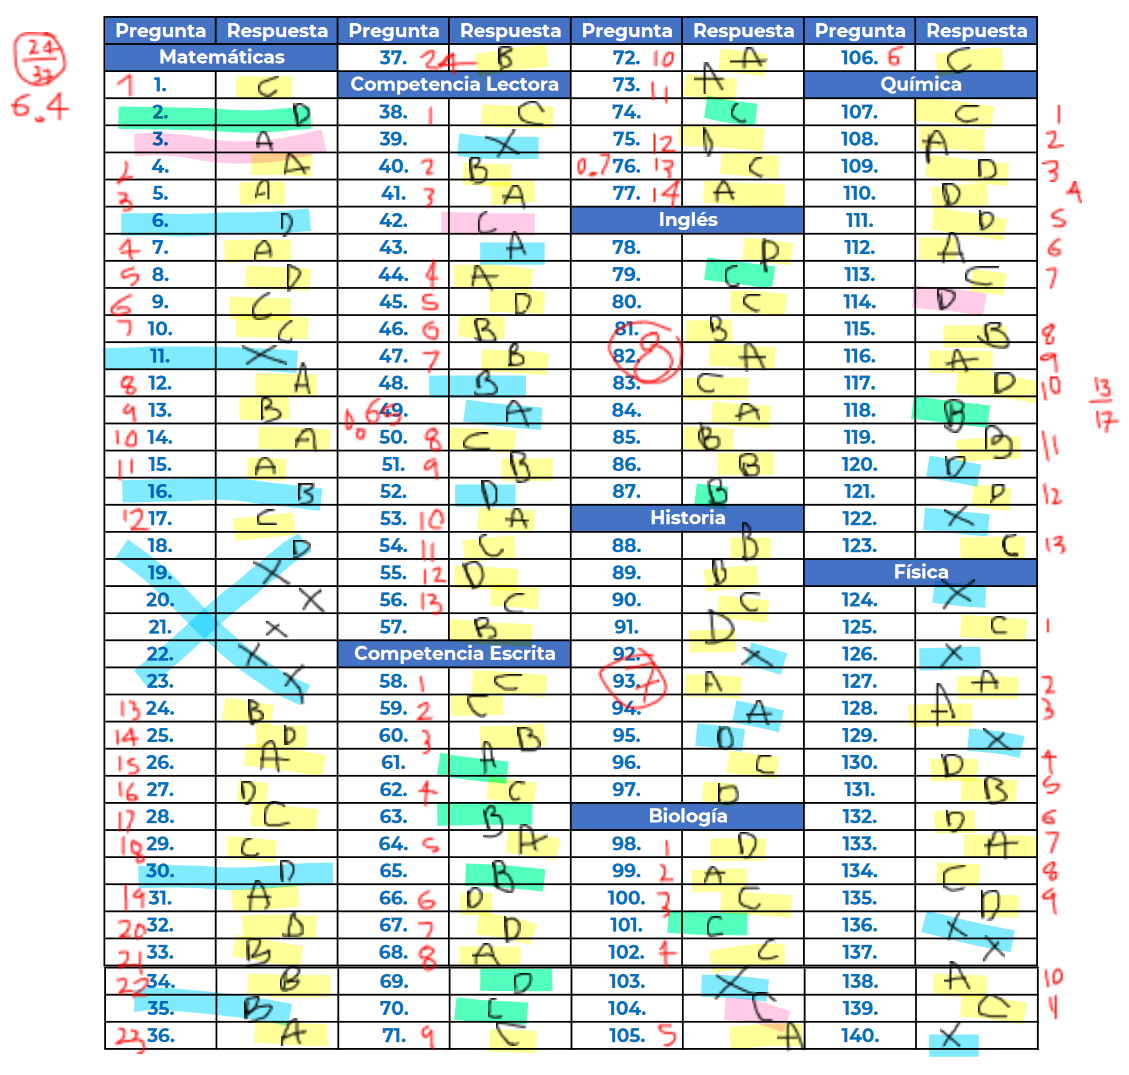 24
37
6.4
Pregunta Respuesta
Matemáticas
1 1. C
2. D
3. A
2 4. A
3 5. A
6. D
4 7. A
5 8. D
6 9. C
7 10. C
11. X
8 12. A
9 13. B
10 14. A
11 15. A
16. B
12 17. C
18. D
19. X
20. X
21. X
22. X
23. X
13 24. B
14 25. D
15 26. A
16 27. D
17 28. C
18 29. C
30. D
19 31. A
20 32. D
21 33. B
22 34. B
35. B
23 36. A
Pregunta Respuesta
37. 24 B
Competencia Lectora
38. 1 C
39. X
40. 2 B
41. 3 A
42. C
43. A
44. 4 A
45. 5 D
46. 6 B
47. 7 B
48. B
0.65 49. A
50. 8 C
51. 9 B
52. D
53. 10 A
54. 11 C
55. 12 D
56. 13 C
57. B
Competencia Escrita
58. 1 C
59. 2 C
60. 3 B
61. A
62. 4 C
63. B
64. 5 A
65. B
66. 6 D
67. 7 D
68. 8 A
69. D
70. C
71. 9 C
Pregunta Respuesta
72. 10 A
73. 11 A
74. C
75. 12 D
0.7 76. 13 C
77. 14 A
Inglés
78. D
79. C
80. C
81. B
8
82. A
83. C
84. A
85. B
86. B
87. B
Historia
88. B
89. B
90. C
91. D
92. X
7
93. A
94. A
95. D
96. C
97. D
Biología
98. 1 D
99. 2 A
100. 3 C
101. C
102. 4 C
103. X
104. C
105. 5 A
Pregunta Respuesta
106. 6 C
Química
107. C 1
108. A 2
109. D 3
110. D 4
111. D 5
112. A 6
113. C 7
114. D
115. B 8
116. A 9
117. D 10
118. B
119. B 11
120. D
121. D 12
122. X
123. C 13
13
17
Física
124. X
125. C 1
126. X
127. A 2
128. A 3
129. X
130. D 4
131. B 5
132. D 6
133. A 7
134. C 8
135. D 9
136. X
137. X
138. A 10
139. C 11
140. X